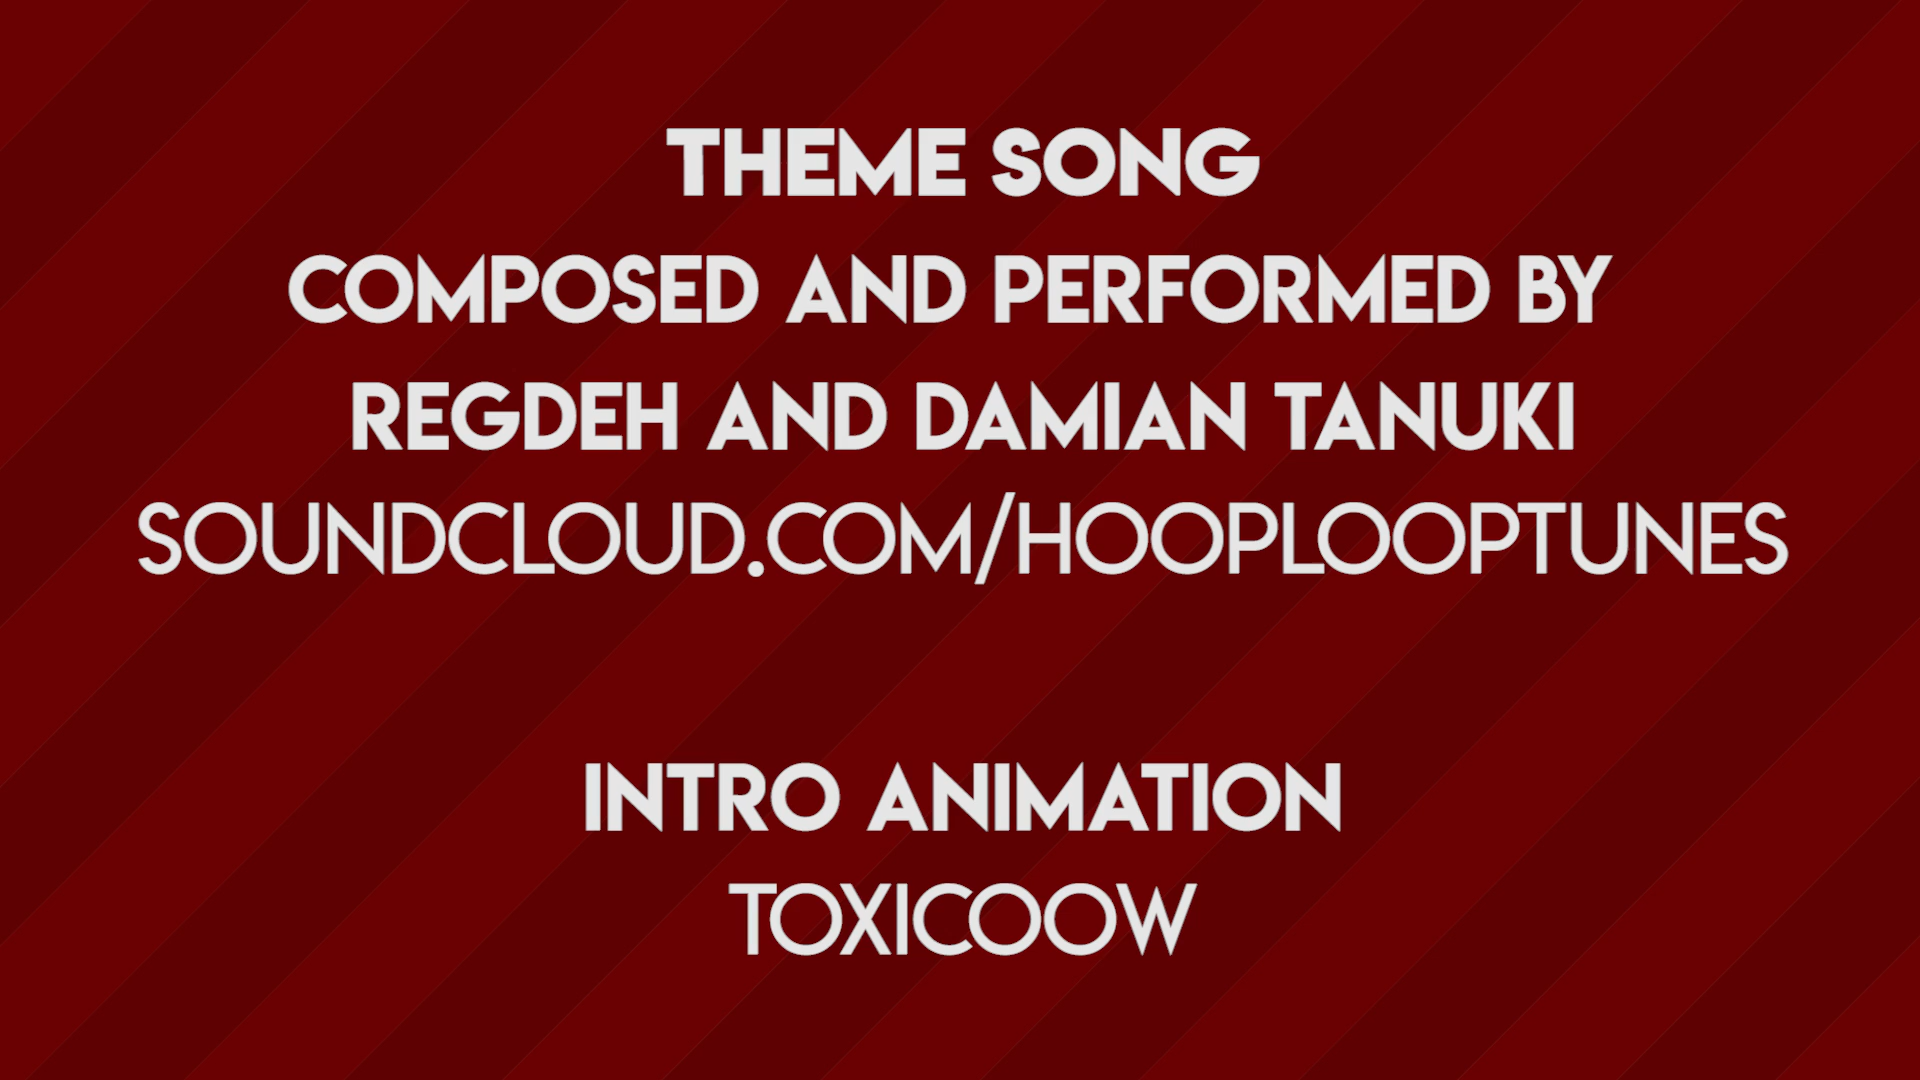 THEME SONG
COMPOSED AND PERFORMED BY
REGDEH AND DAMIAN TANUKI
SOUNDCLOUD.COM/HOOPLOOPTUNES
INTRO ANIMATION
TOXICOOW